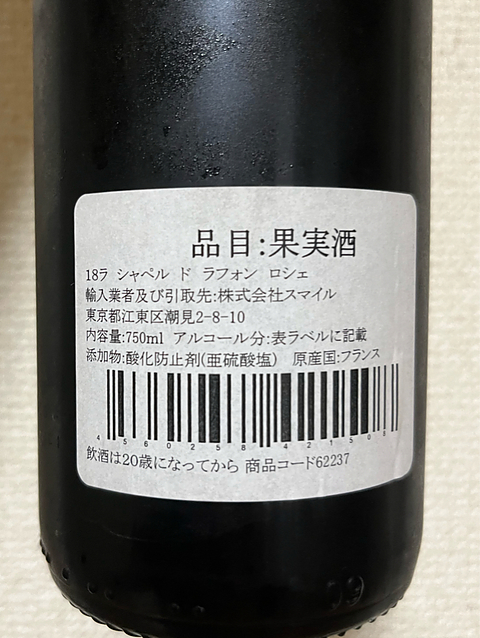 品目:果実酒
18ラ シャペル ド ラフォン ロシェ
輸入業者及び引取先:株式会社スマイル
東京都江東区潮見2-8-10
内容量:750ml アルコール分:表ラベルに記載
添加物:酸化防止剤(亜硫酸塩) 原産国:フランス
4560258421508
飲酒は20歳になってから 商品コード62237